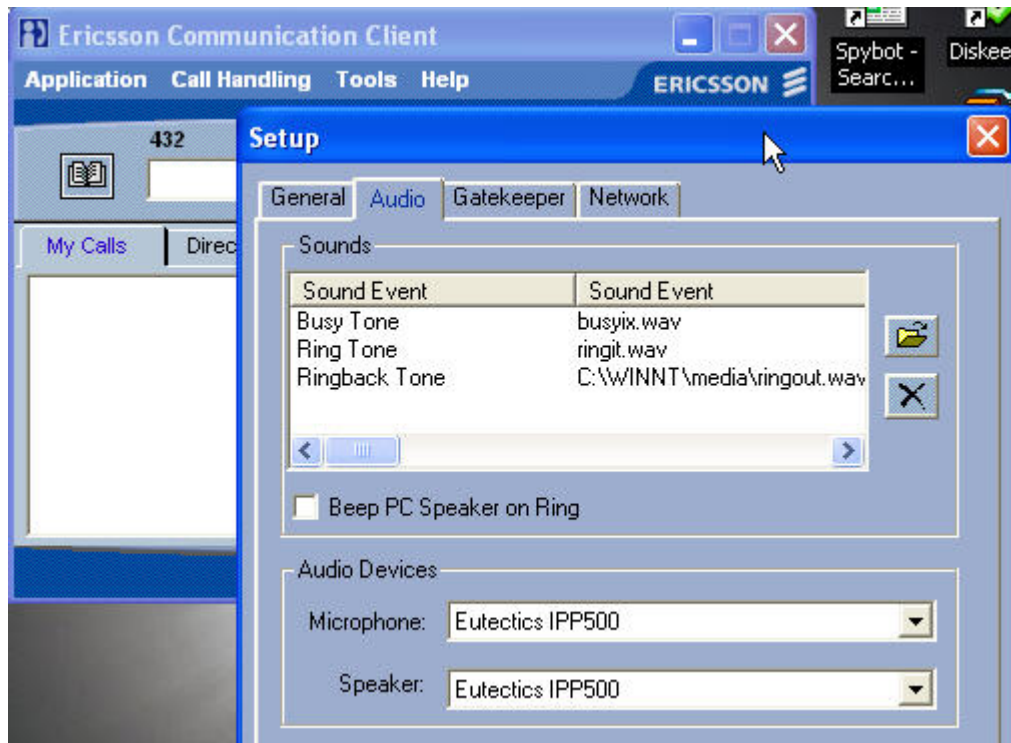 Ericsson Communication Client
Spybot - Searc...
Diskee
Application Call Handling Tools Help
ERICSSON
432
Setup
General Audio Gatekeeper Network
My Calls Direc
Sounds
Sound Event Sound Event
Busy Tone busyix.wav
Ring Tone ringit.wav
Ringback Tone C:\WINNT\media\ringout.wav
Beep PC Speaker on Ring
Audio Devices
Microphone: Eutectics IPP500
Speaker: Eutectics IPP500